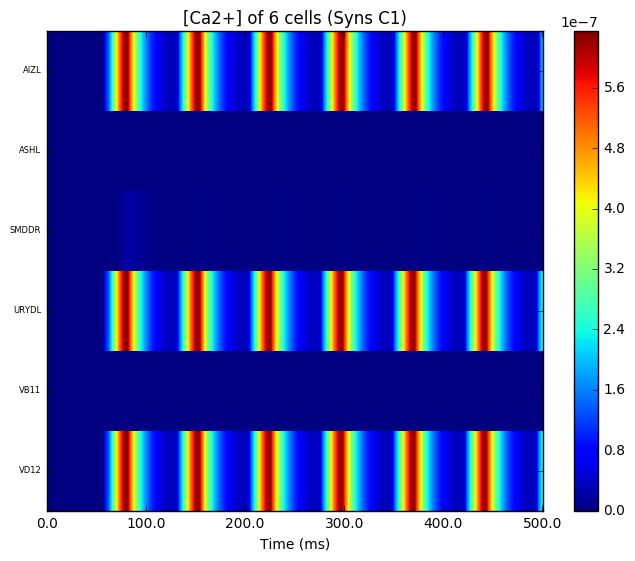 [Ca2+] of 6 cells (Syns C1)
1e−7
AIZL
ASHL
SMDDR
URYDL
VB11
VD12
5.6
4.8
4.0
3.2
2.4
1.6
0.8
0.0
0.0 100.0 200.0 300.0 400.0 500.0
Time (ms)